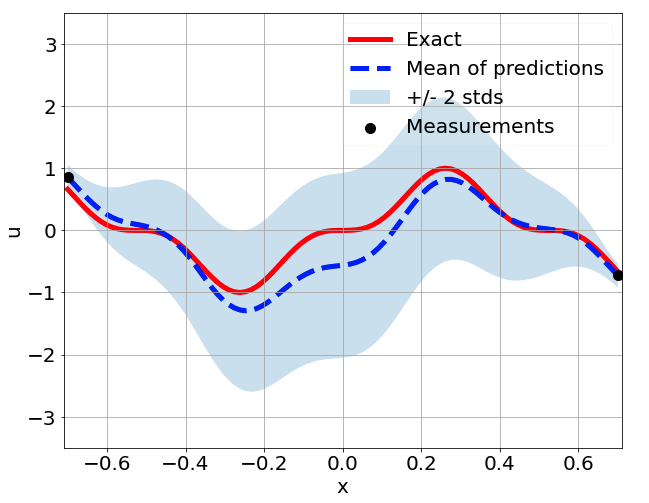 Exact
Mean of predictions
+/- 2 stds
Measurements
3
2
1
0
−1
−2
−3
u
−0.6 −0.4 −0.2 0.0 0.2 0.4 0.6
x